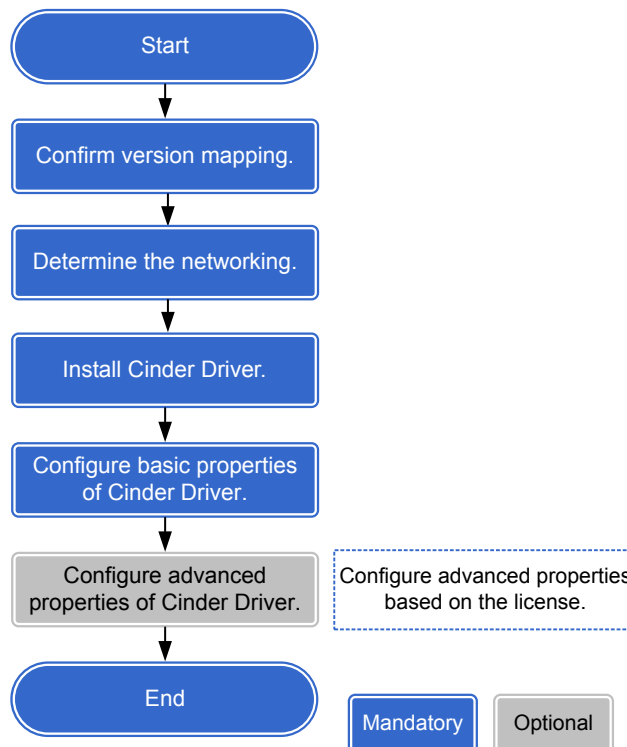 Start
Confirm version mapping.
Determine the networking.
Install Cinder Driver.
Configure basic properties
of Cinder Driver.
Configure advanced
properties of Cinder Driver.
Configure advanced properties
based on the license.
End
Mandatory
Optional